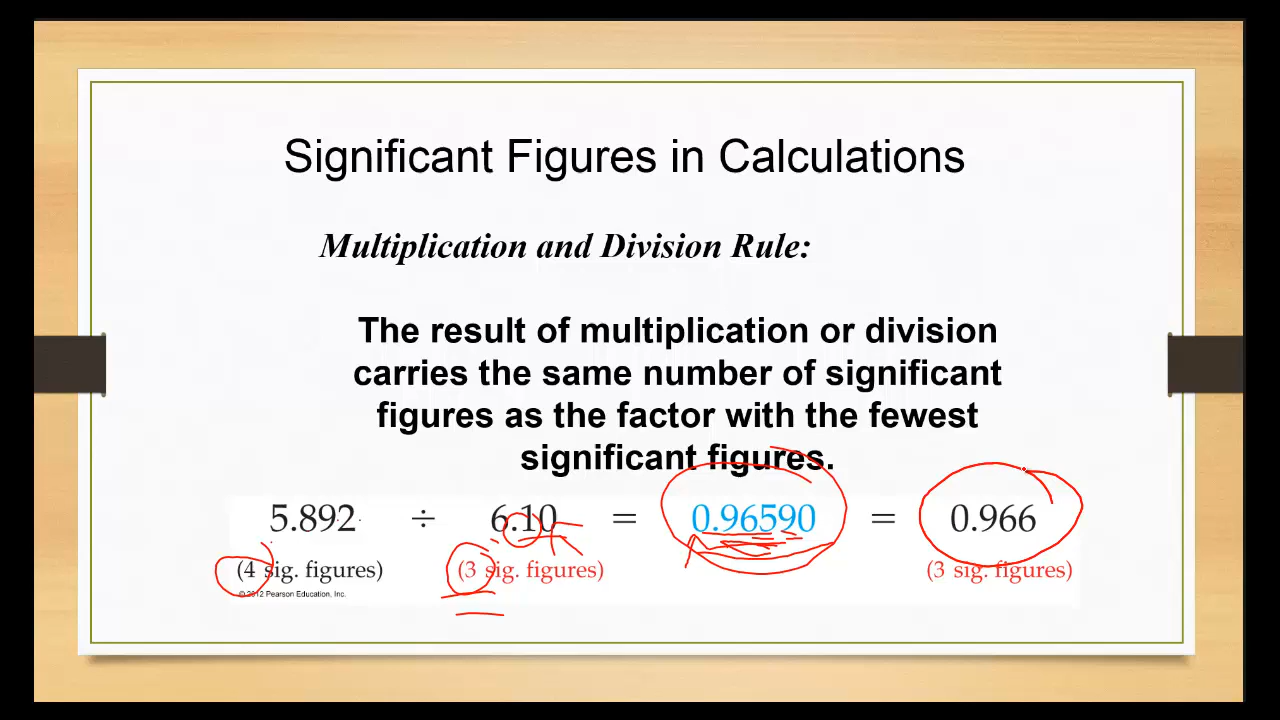 Significant Figures in Calculations
Multiplication and Division Rule:
The result of multiplication or division
carries the same number of significant
figures as the factor with the fewest
significant figures.
5.892 ÷ 6.10 = 0.96590 = 0.966
(4 sig. figures) (3 sig. figures) (3 sig. figures)
© 2012 Pearson Education, Inc.